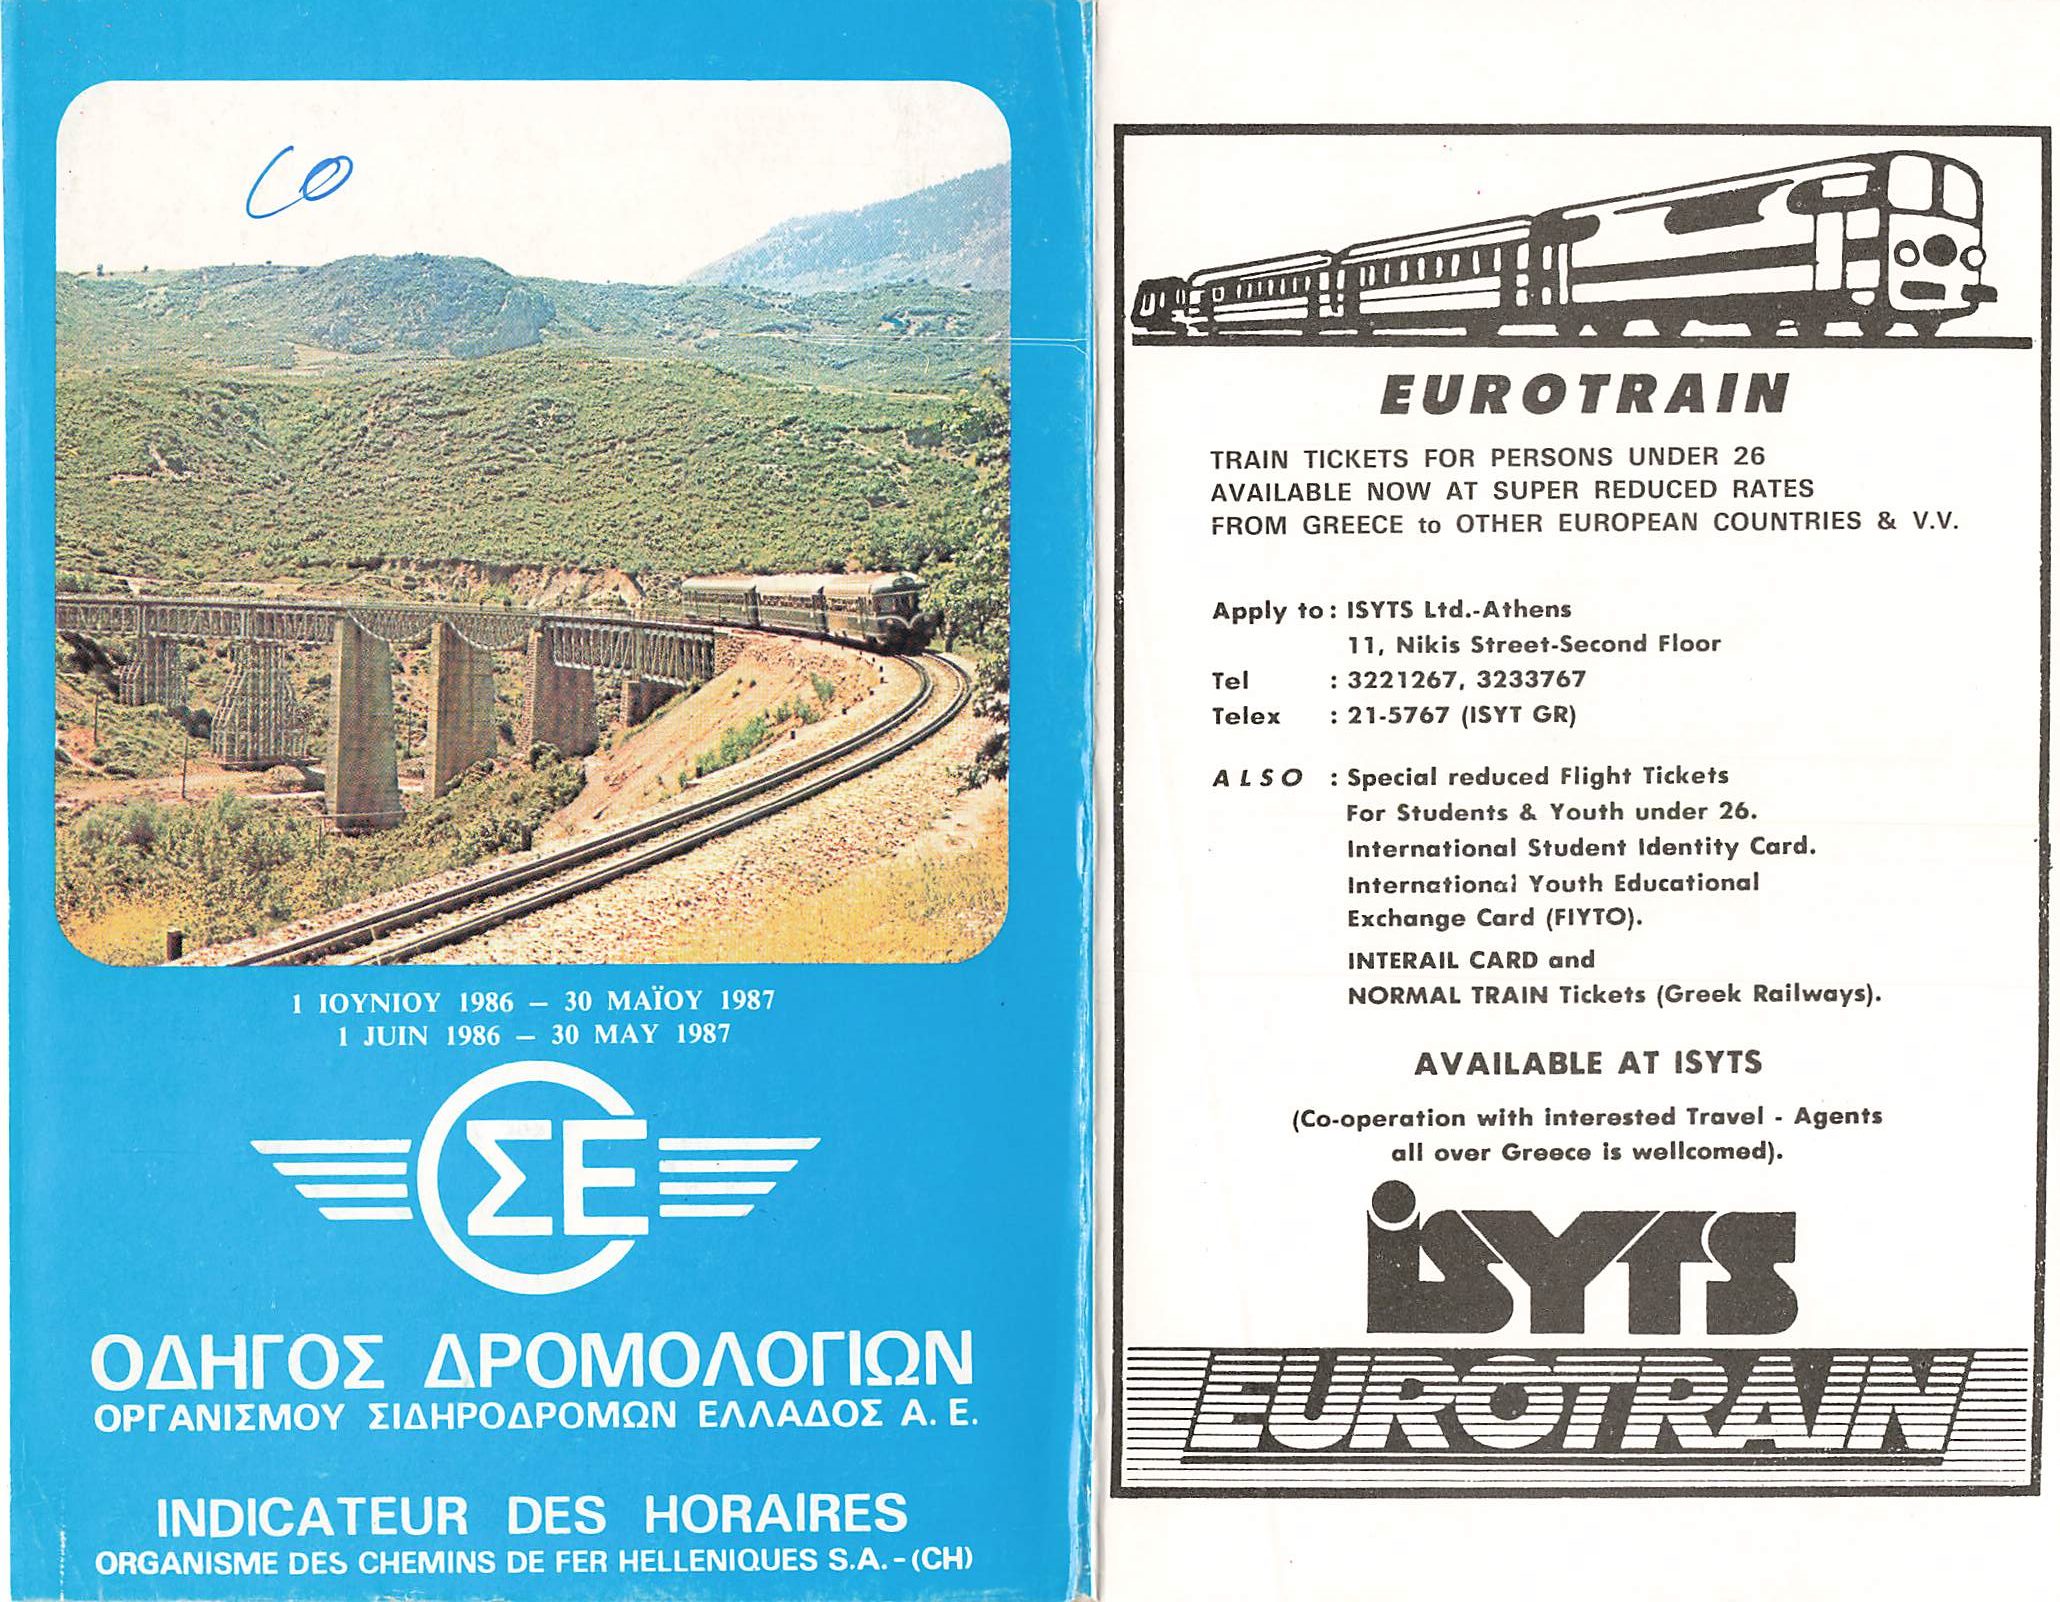 CO
1 ΙΟΥΝΙΟΥ 1986 – 30 ΜΑΪΟΥ 1987
1 JUIN 1986 – 30 MAY 1987
ΣΕ
ΟΔΗΓΟΣ ΔΡΟΜΟΛΟΓΙΩΝ
ΟΡΓΑΝΙΣΜΟΥ ΣΙΔΗΡΟΔΡΟΜΩΝ ΕΛΛΑΔΟΣ Α. Ε.
INDICATEUR DES HORAIRES
ORGANISME DES CHEMINS DE FER HELLENIQUES S.A.-(CH)
EUROTRAIN
TRAIN TICKETS FOR PERSONS UNDER 26
AVAILABLE NOW AT SUPER REDUCED RATES
FROM GREECE to OTHER EUROPEAN COUNTRIES & V.V.
Apply to : ISYTS Ltd.-Athens
11, Nikis Street-Second Floor
Tel : 3221267, 3233767
Telex : 21-5767 (ISYT GR)
ALSO : Special reduced Flight Tickets
For Students & Youth under 26.
International Student Identity Card.
International Youth Educational
Exchange Card (FIYTO).
INTERAIL CARD and
NORMAL TRAIN Tickets (Greek Railways).
AVAILABLE AT ISYTS
(Co-operation with interested Travel - Agents
all over Greece is wellcomed).
iSYTS
EUROTRAIN